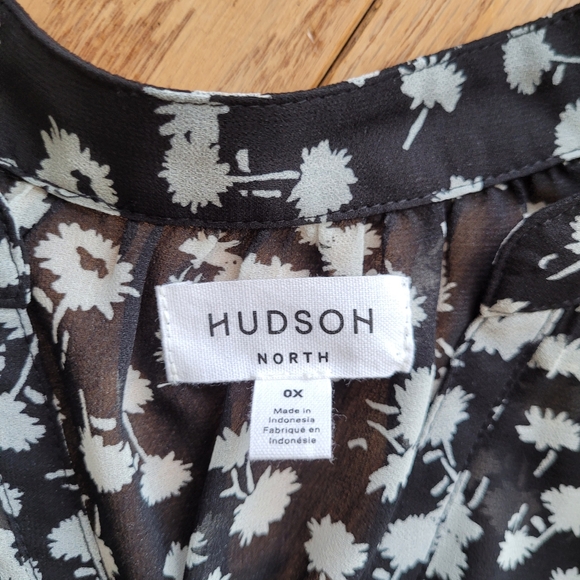 HUDSON
NORTH
0X
Made in
Indonesia
Fabriqué en
Indonésie